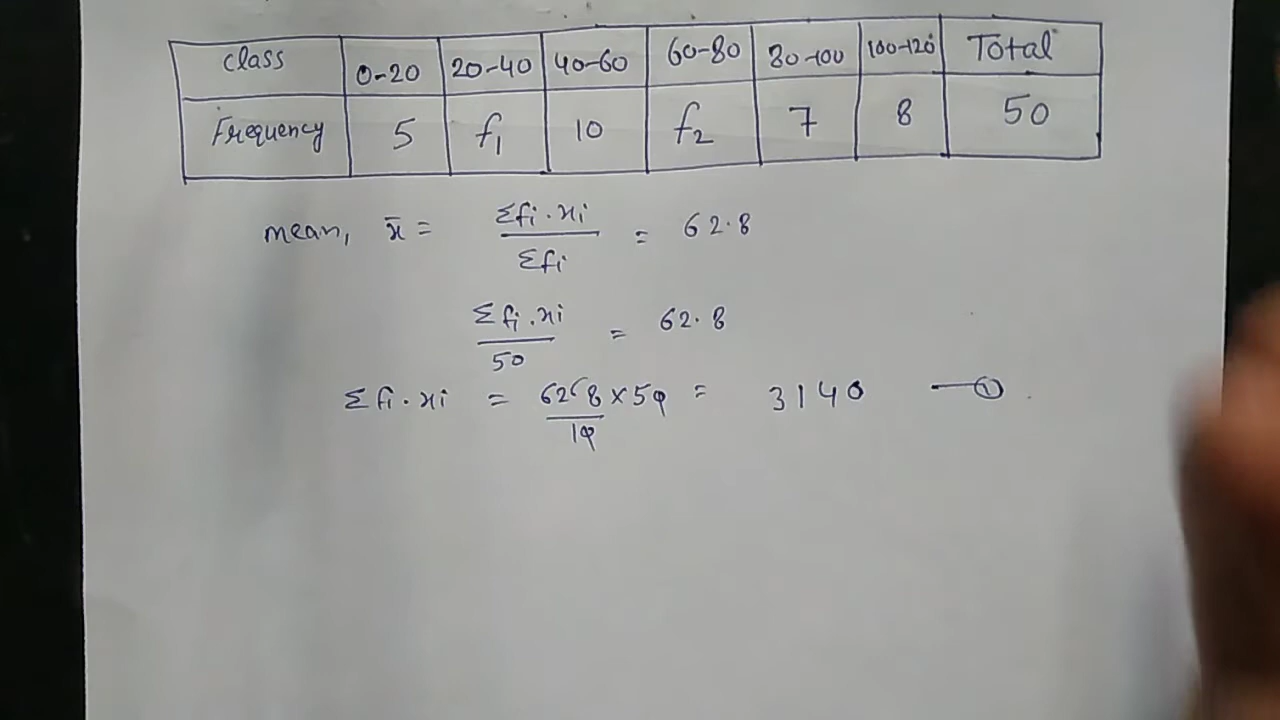 Class 0-20 20-40 40-60 60-80 80-100 100-120 Total
Frequency 5 f₁ 10 f₂ 7 8 50
mean, x̄ = Σfi·xi / Σfi = 62.8
Σfi·xi / 50 = 62.8
Σfi·xi = 628 × 50 / 10 = 3140 —①